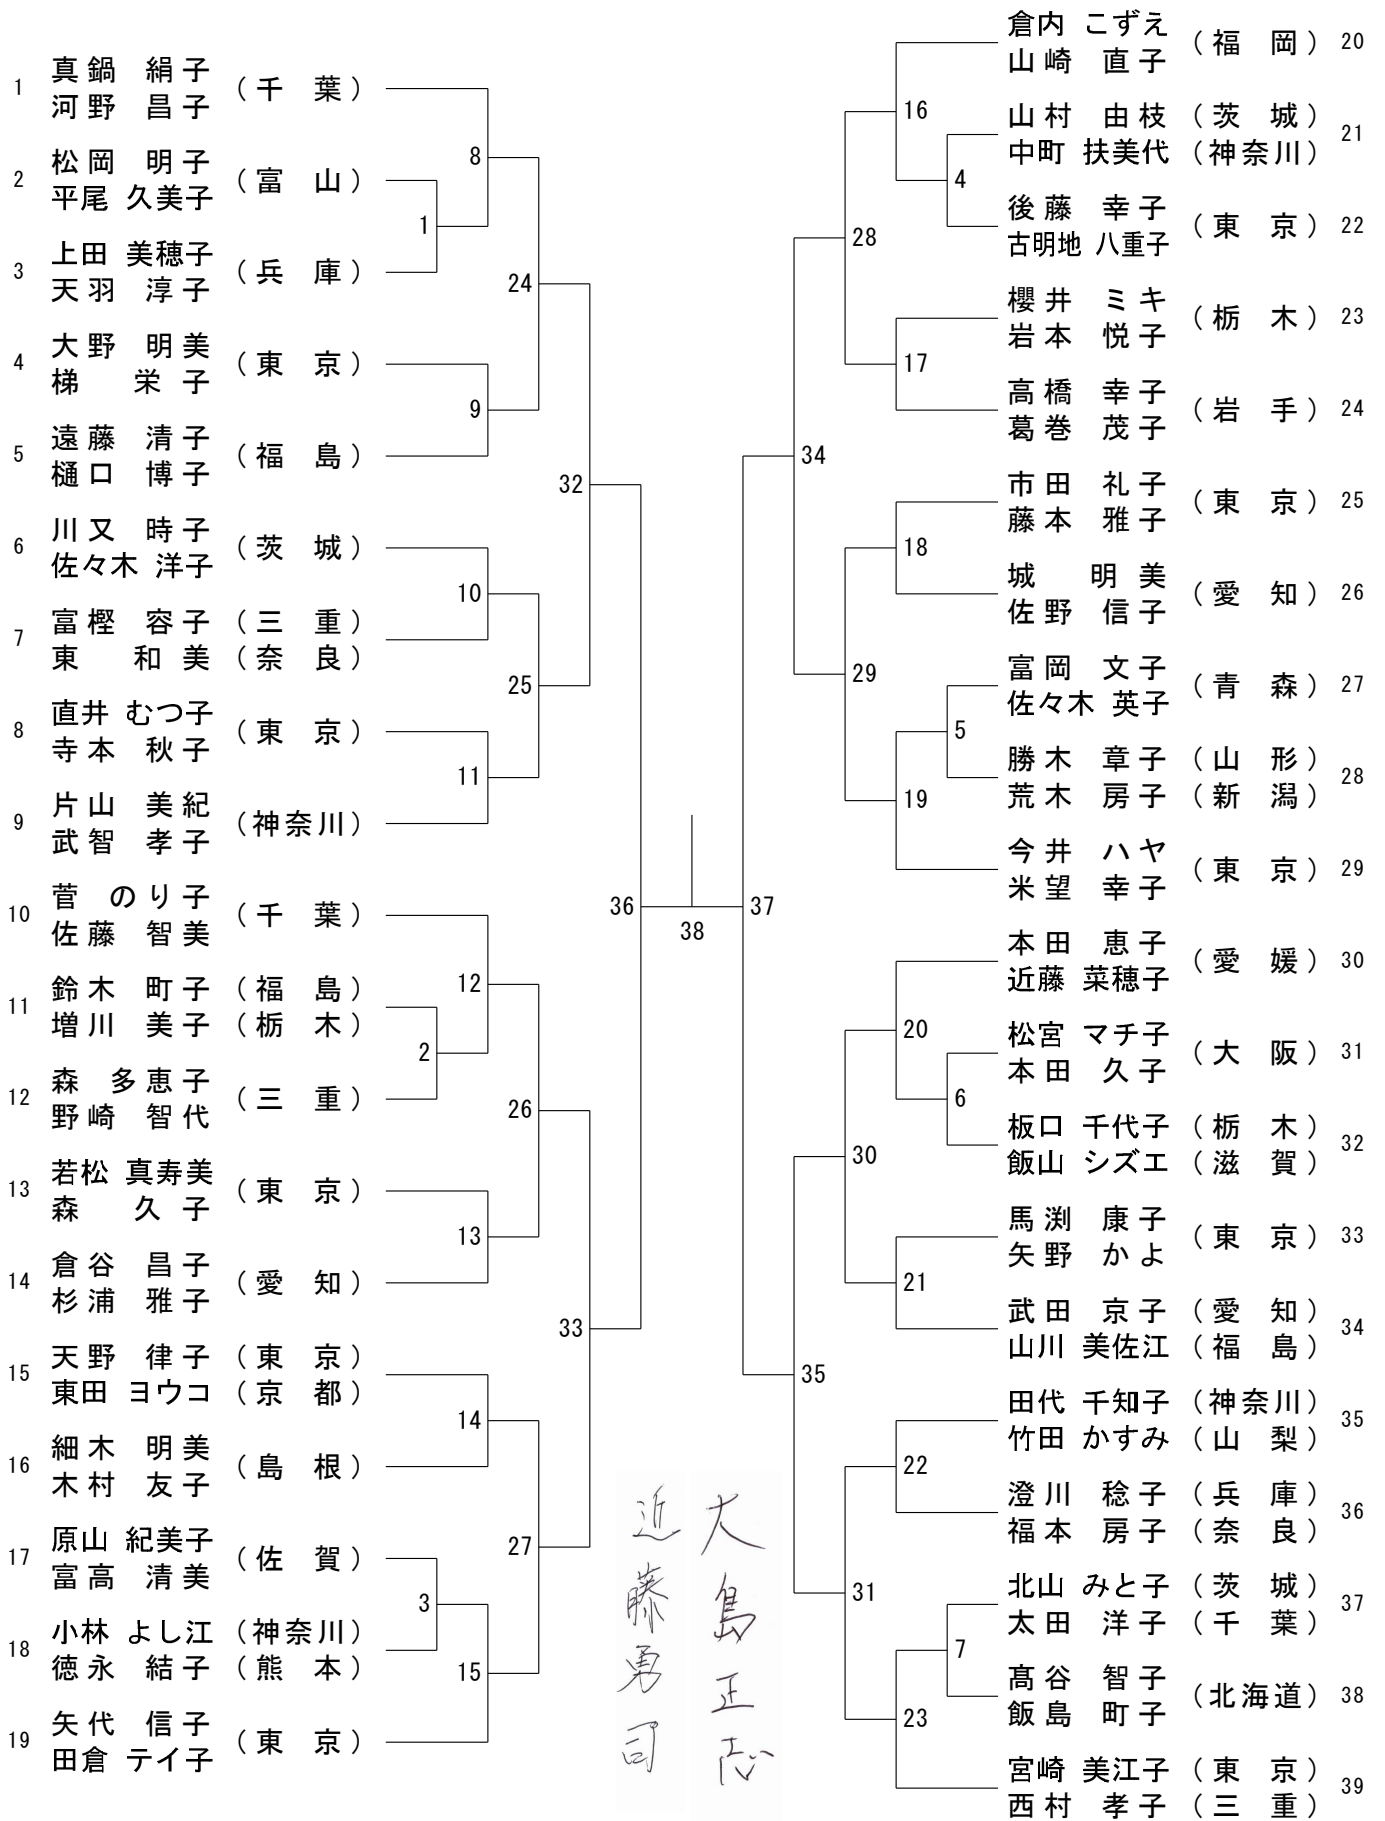 1 真鍋 絹子 (千 葉)
河野 昌子
2 松岡 明子 (富 山)
平尾 久美子
3 上田 美穂子 (兵 庫)
天羽 淳子
4 大野 明美 (東 京)
梯 栄子
5 遠藤 清子 (福 島)
樋口 博子
6 川又 時子 (茨 城)
佐々木 洋子
7 富樫 容子 (三 重)
東 和美 (奈 良)
8 直井 むつ子 (東 京)
寺本 秋子
9 片山 美紀 (神奈川)
武智 孝子
10 菅 のり子 (千 葉)
佐藤 智美
11 鈴木 町子 (福 島)
増川 美子 (栃 木)
12 森 多恵子 (三 重)
野崎 智代
13 若松 真寿美 (東 京)
森 久子
14 倉谷 昌子 (愛 知)
杉浦 雅子
15 天野 律子 (東 京)
東田 ヨウコ (京 都)
16 細木 明美 (島 根)
木村 友子
17 原山 紀美子 (佐 賀)
富高 清美
18 小林 よし江 (神奈川)
徳永 結子 (熊 本)
19 矢代 信子 (東 京)
田倉 テイ子
1
2
3
8
9
10
11
12
13
14
15
24
25
26
27
32
33
36
38
37
34
35
28
29
30
31
16
17
18
19
20
21
22
23
4
5
6
7
倉内 こずえ (福 岡) 20
山崎 直子
山村 由枝 (茨 城) 21
中町 扶美代 (神奈川)
後藤 幸子 (東 京) 22
古明地 八重子
櫻井 ミキ (栃 木) 23
岩本 悦子
高橋 幸子 (岩 手) 24
葛巻 茂子
市田 礼子 (東 京) 25
藤本 雅子
城 明美 (愛 知) 26
佐野 信子
富岡 文子 (青 森) 27
佐々木 英子
勝木 章子 (山 形) 28
荒木 房子 (新 潟)
今井 ハヤ (東 京) 29
米望 幸子
本田 恵子 (愛 媛) 30
近藤 菜穂子
松宮 マチ子 (大 阪) 31
本田 久子
板口 千代子 (栃 木) 32
飯山 シズエ (滋 賀)
馬渕 康子 (東 京) 33
矢野 かよ
武田 京子 (愛 知) 34
山川 美佐江 (福 島)
田代 千知子 (神奈川) 35
竹田 かすみ (山 梨)
澄川 稔子 (兵 庫) 36
福本 房子 (奈 良)
北山 みと子 (茨 城) 37
太田 洋子 (千 葉)
髙谷 智子 (北海道) 38
飯島 町子
宮崎 美江子 (東 京) 39
西村 孝子 (三 重)
大島正志
近藤勇司